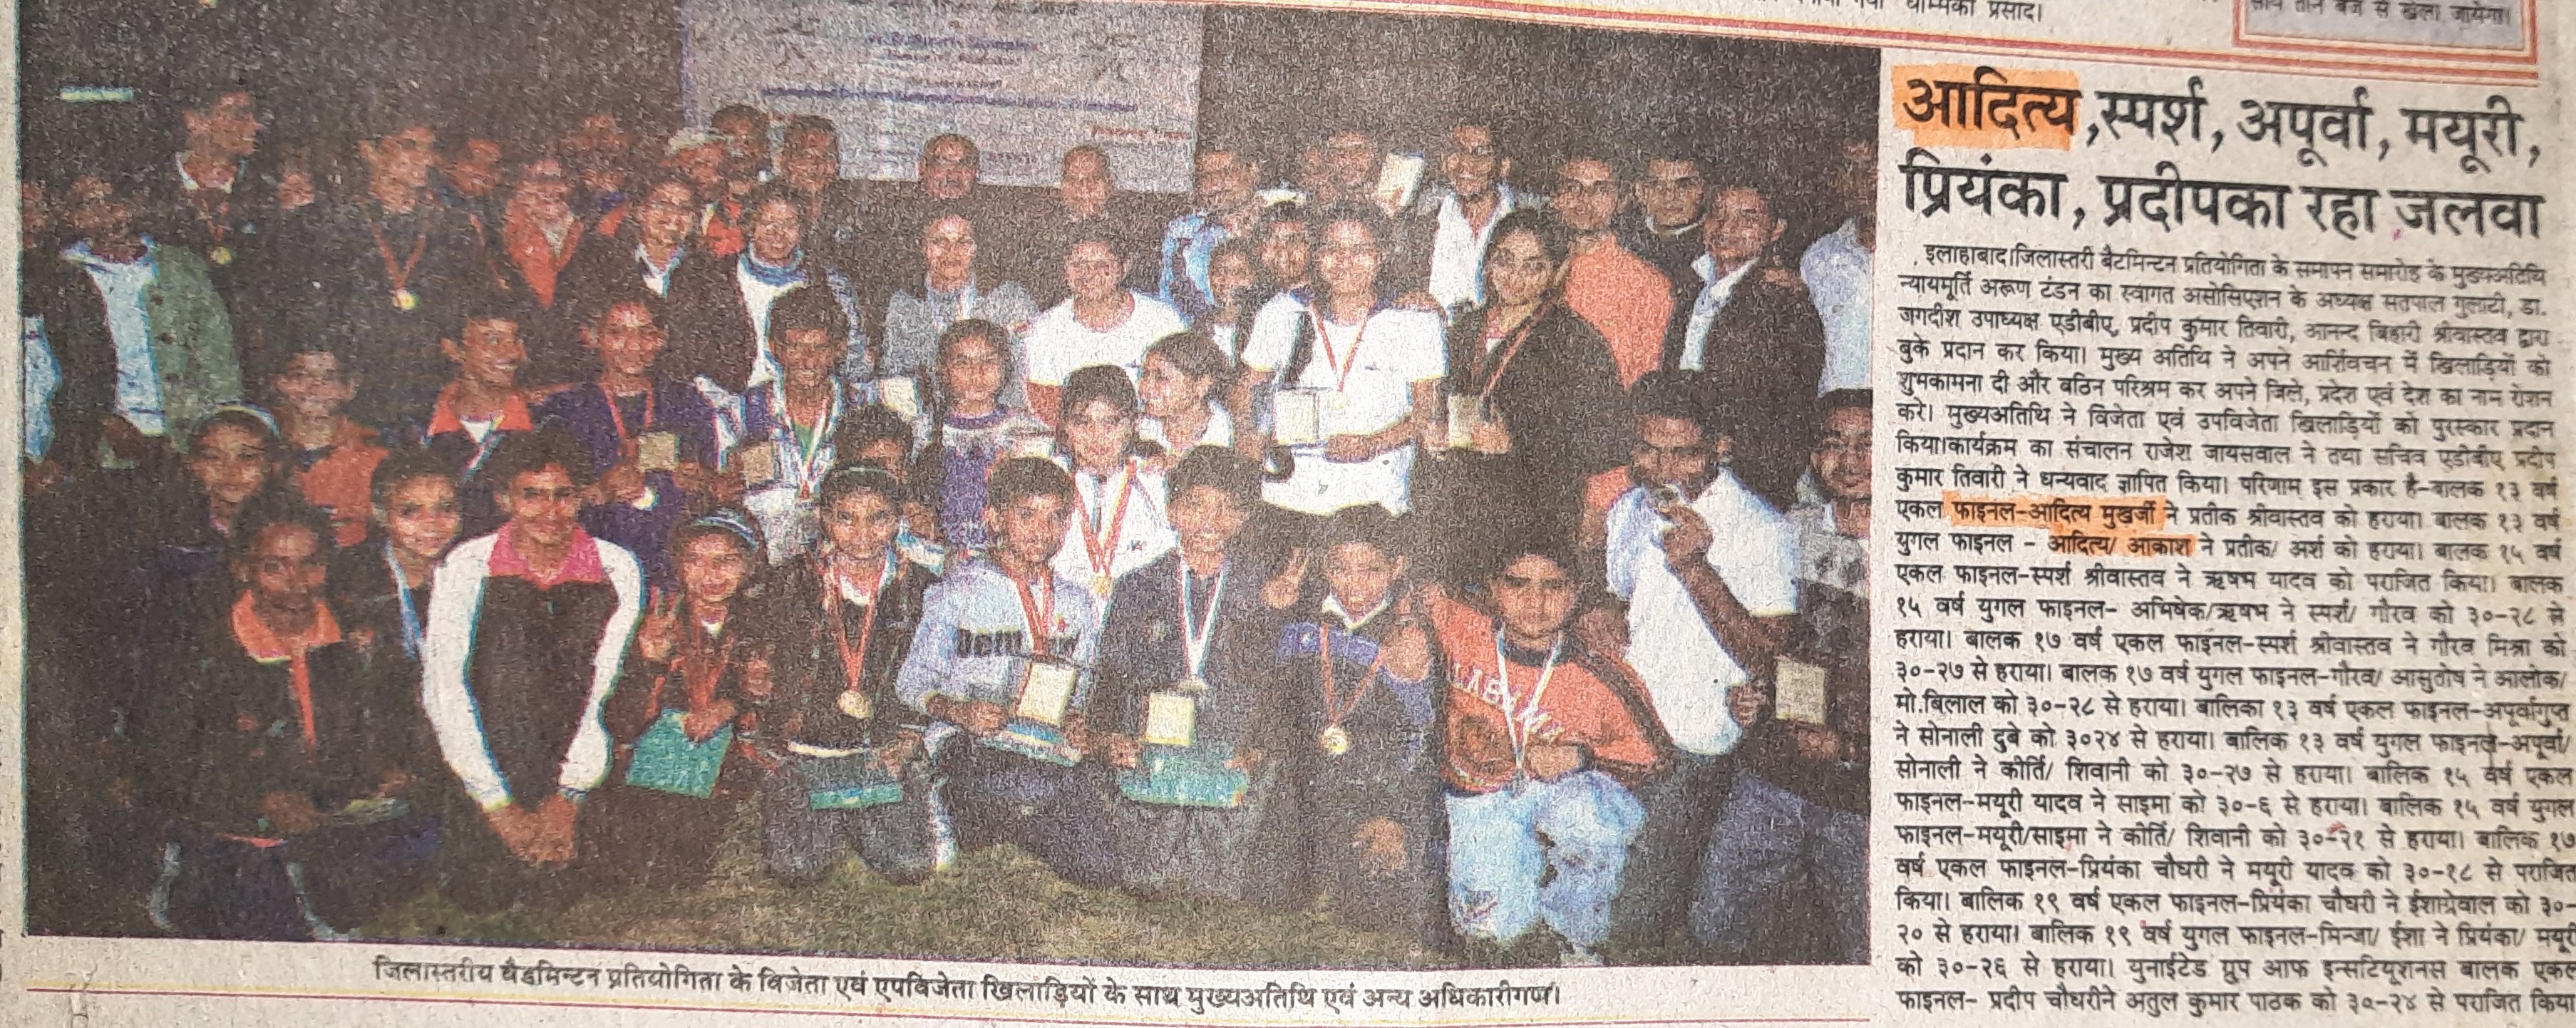 प्रसाद।
साय तीन बजे से खेला जायेगा।
आदित्य,स्पर्श, अपूर्वा, मयूरी,
प्रियंका, प्रदीपका रहा जलवा
इलाहाबाद।जिलास्तरी बैटमिन्टन प्रतियोगिता के समापन समारोह के मुख्यअतिथि
न्यायमूर्ति अरूण टंडन का स्वागत असोसिएशन के अध्यक्ष सतपाल गुलाटी, डा.
जगदीश उपाध्यक्ष एडीबीए, प्रदीप कुमार तिवारी, आनन्द बिहारी श्रीवास्तव द्वारा
बुके प्रदान कर किया। मुख्य अतिथि ने अपने आर्शिवचन में खिलाड़ियों को
शुभकामना दी और कठिन परिश्रम कर अपने जिले, प्रदेश एवं देश का नाम रोशन
करे। मुख्यअतिथि ने विजेता एवं उपविजेता खिलाड़ियों को पुरस्कार प्रदान
किया।कार्यक्रम का संचालन राजेश जायसवाल ने तथा सचिव एडीबीए प्रदीप
कुमार तिवारी ने धन्यवाद ज्ञापित किया। परिणाम इस प्रकार है-बालक १३ वर्ष
एकल फाइनल-आदित्य मुखर्जी ने प्रतीक श्रीवास्तव को हराया। बालक १३ वर्ष
युगल फाइनल - आदित्य/ आकाश ने प्रतीक/ अर्श को हराया। बालक १५ वर्ष
एकल फाइनल-स्पर्श श्रीवास्तव ने ऋषभ यादव को पराजित किया। बालक
१५ वर्ष युगल फाइनल- अभिषेक/ऋषभ ने स्पर्श/ गौरव को ३०-२८ से
हराया। बालक १७ वर्ष एकल फाइनल-स्पर्श श्रीवास्तव ने गौरव मिश्रा को
३०-२७ से हराया। बालक १७ वर्ष युगल फाइनल-गौरव/ आसुतोष ने आलोक/
मो.बिलाल को ३०-२८ से हराया। बालिका १३ वर्ष एकल फाइनल-अपूर्वागुप्त
ने सोनाली दुबे को ३०२४ से हराया। बालिक १३ वर्ष युगल फाइनल-अपूर्वा/
सोनाली ने कीर्ति/ शिवानी को ३०-२७ से हराया। बालिक १५ वर्ष एकल
फाइनल-मयूरी यादव ने साइमा को ३०-६ से हराया। बालिक १५ वर्ष युगल
फाइनल-मयूरी/साइमा ने कीर्ति/ शिवानी को ३०-२१ से हराया। बालिक १७
वर्ष एकल फाइनल-प्रियंका चौधरी ने मयूरी यादव को ३०-१८ से पराजित
किया। बालिक १९ वर्ष एकल फाइनल-प्रियंका चौधरी ने ईशाग्रेवाल को ३०-
२० से हराया। बालिक १९ वर्ष युगल फाइनल-मिन्जा/ ईशा ने प्रियंका/ मयूरी
को ३०-२६ से हराया। युनाईटेड ग्रुप आफ इन्सटियूशनस बालक एकल
फाइनल- प्रदीप चौधरीने अतुल कुमार पाठक को ३०-२४ से पराजित किया
जिलास्तरीय बैडमिन्टन प्रतियोगिता के विजेता एवं एपविजेता खिलाड़ियों के साथ मुख्यअतिथि एवं अन्य अधिकारीगण।